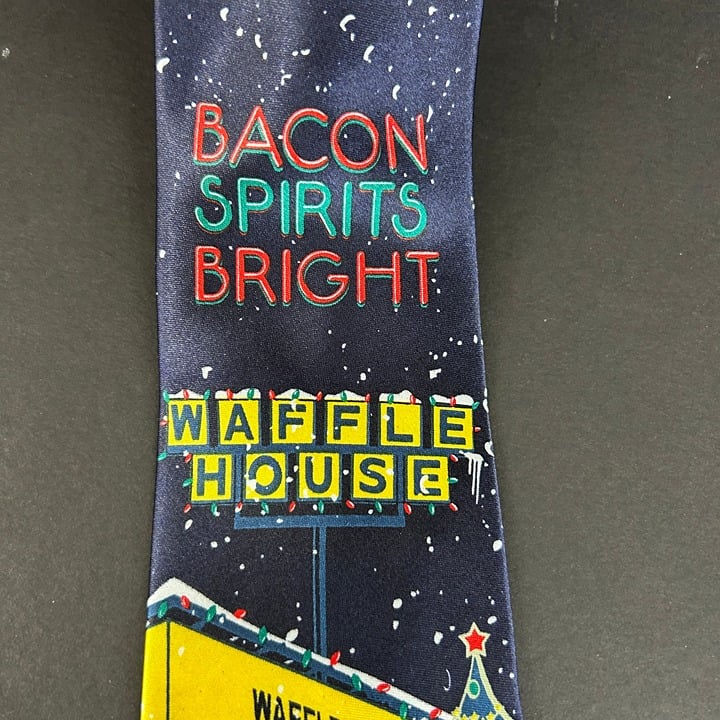 BACON
SPIRITS
BRIGHT
WAFFLE
HOUSE